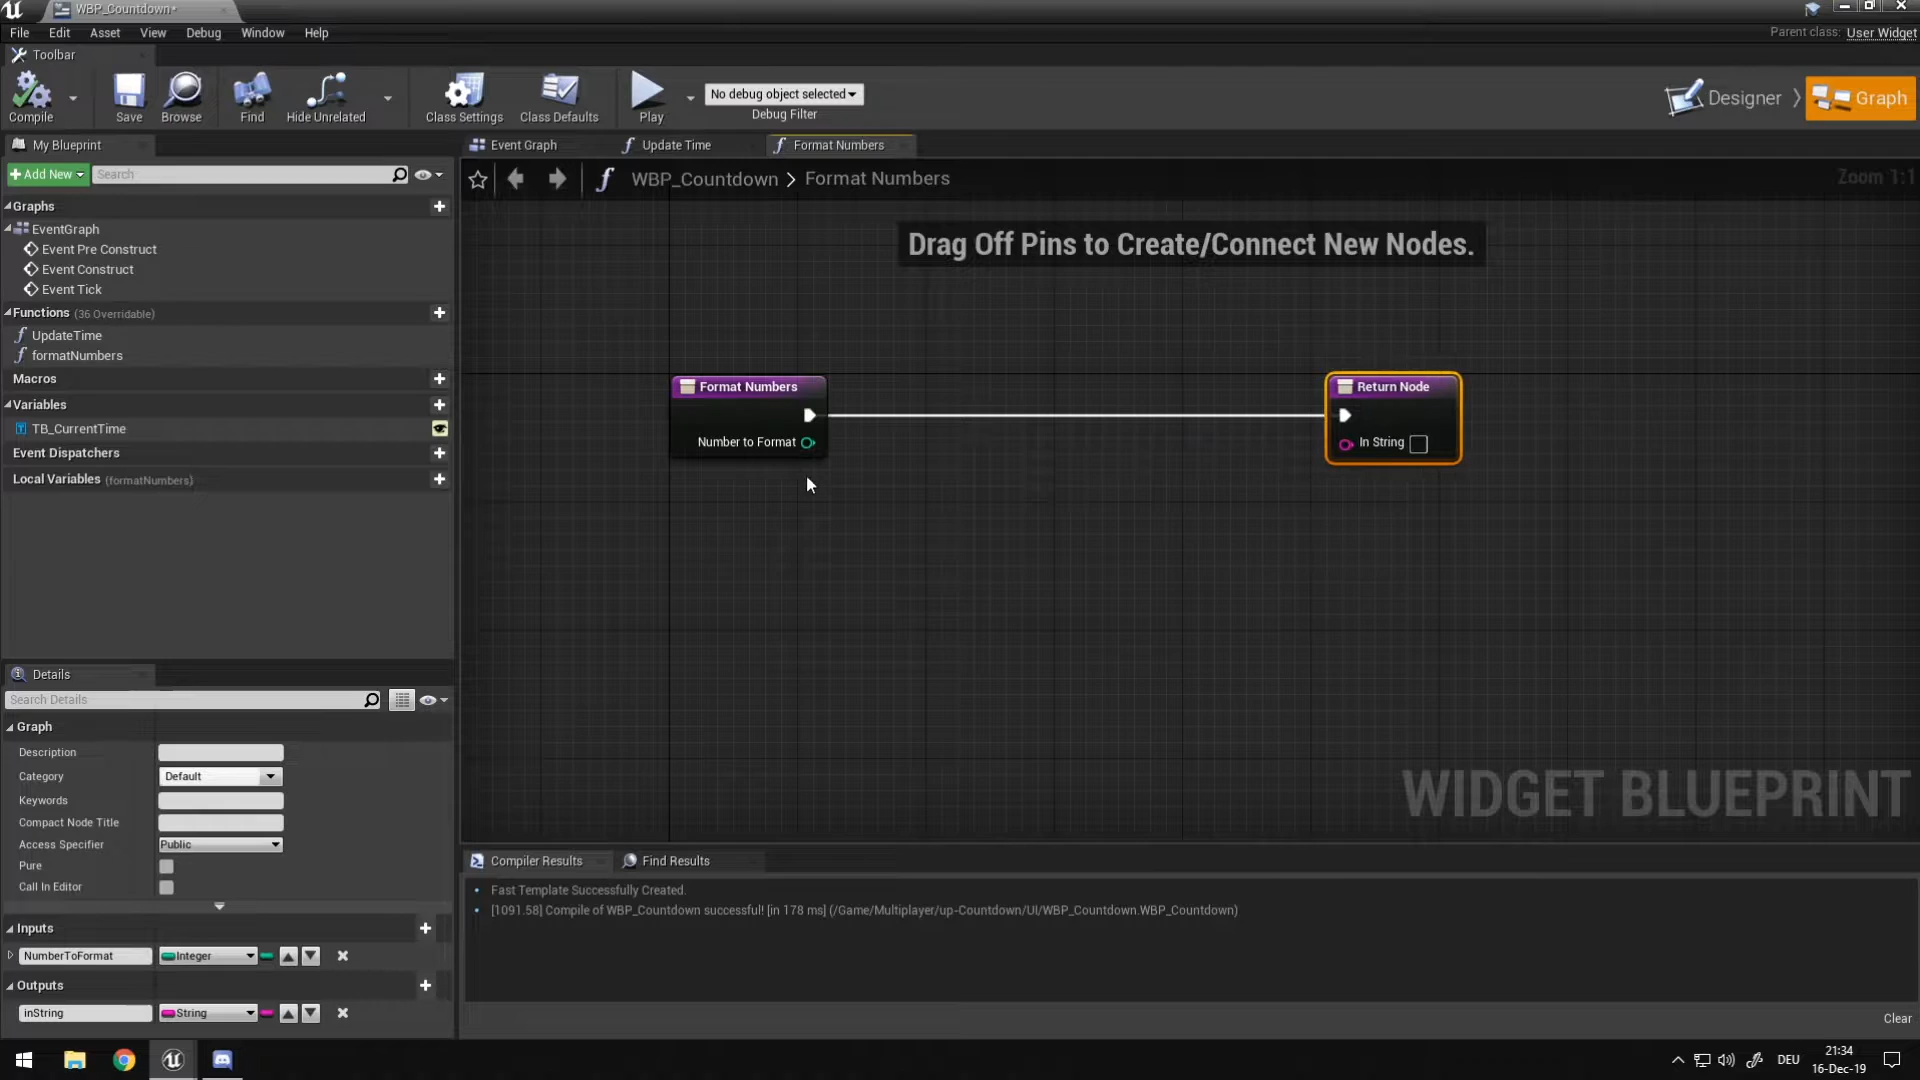 WBP_Countdown*
File Edit Asset View Debug Window Help
Parent class: User Widget
Toolbar
Compile
Save
Browse
Find
Hide Unrelated
Class Settings
Class Defaults
Play
No debug object selected
Debug Filter
Designer
Graph
My Blueprint
Event Graph
Update Time
Format Numbers
Add New
Search
WBP_Countdown > Format Numbers
Zoom 1:1
Graphs
EventGraph
Event Pre Construct
Event Construct
Event Tick
Functions (36 Overridable)
UpdateTime
formatNumbers
Macros
Variables
TB_CurrentTime
Event Dispatchers
Local Variables (formatNumbers)
Drag Off Pins to Create/Connect New Nodes.
Format Numbers
Number to Format
Return Node
In String
WIDGET BLUEPRINT
Details
Search Details
Graph
Description
Category Default
Keywords
Compact Node Title
Access Specifier Public
Pure
Call In Editor
Inputs
NumberToFormat Integer
Outputs
inString String
Compiler Results
Find Results
Fast Template Successfully Created.
[1091.58] Compile of WBP_Countdown successful! [in 178 ms] (/Game/Multiplayer/up-Countdown/UI/WBP_Countdown.WBP_Countdown)
Clear
DEU
21:34
16-Dec-19